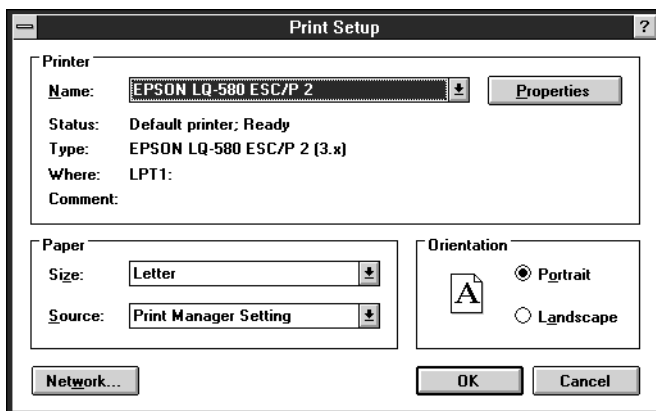 Print Setup
?
Printer
Name: EPSON LQ-580 ESC/P 2 Properties
Status: Default printer; Ready
Type: EPSON LQ-580 ESC/P 2 (3.x)
Where: LPT1:
Comment:
Paper
Size: Letter
Source: Print Manager Setting
Orientation
A
Portrait
Landscape
Network... OK Cancel